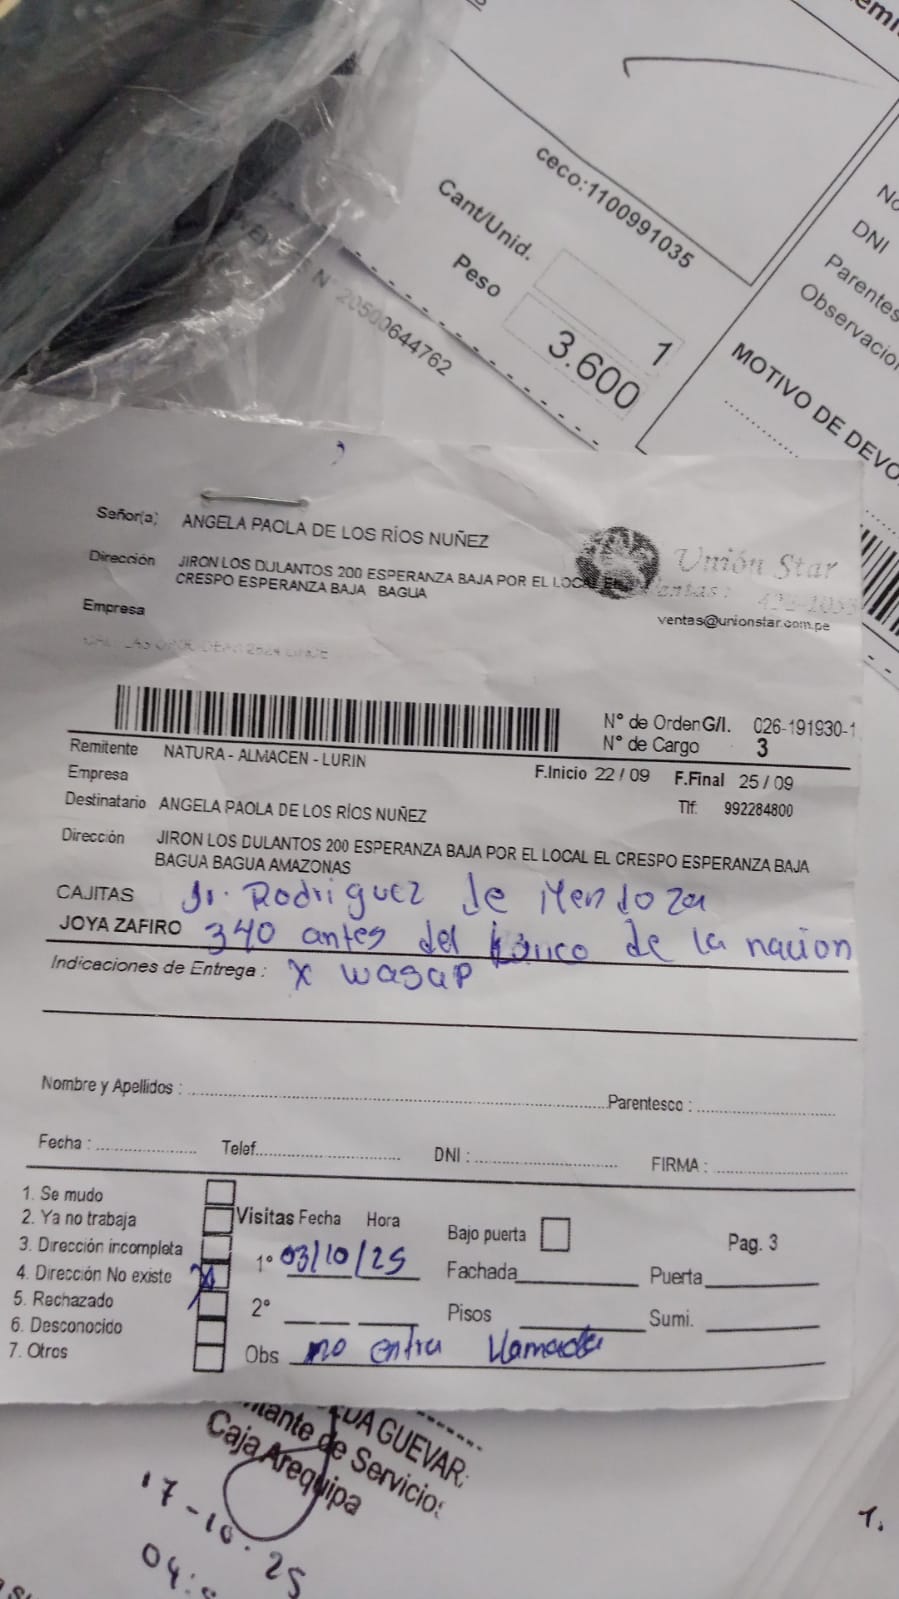 ceco:1100991035
Cant/Unid. 1
Peso 3.600
N 20500644762
DNI
MOTIVO DE DEVO
Señor(a) ANGELA PAOLA DE LOS RÍOS NUÑEZ
Dirección JIRON LOS DULANTOS 200 ESPERANZA BAJA POR EL LOCAL EL
CRESPO ESPERANZA BAJA BAGUA
Empresa
Unión Star
Ventas:
ventas@unionstar.com.pe
N° de Orden G/I. 026-191930-1
N° de Cargo 3
Remitente NATURA - ALMACEN - LURIN
Empresa
F.Inicio 22 / 09 F.Final 25 / 09
Destinatario ANGELA PAOLA DE LOS RÍOS NUÑEZ
Tlf. 992284800
Dirección JIRON LOS DULANTOS 200 ESPERANZA BAJA POR EL LOCAL EL CRESPO ESPERANZA BAJA
BAGUA BAGUA AMAZONAS
CAJITAS Jr. Rodriguez de Mendoza
JOYA ZAFIRO 340 antes del banco de la nacion
Indicaciones de Entrega : x wasap
Nombre y Apellidos : Parentesco :
Fecha : Telef. DNI : FIRMA :
1. Se mudo
2. Ya no trabaja
3. Dirección incompleta
4. Dirección No existe
5. Rechazado
6. Desconocido
7. Otros
Visitas Fecha Hora
1° 03/10/25
2°
Obs no entra llamada
Bajo puerta
Fachada Puerta
Pisos Sumi.
Pag. 3
GUEVAR
de Servicios
Caja Arequipa
17-10-25
04:
1.